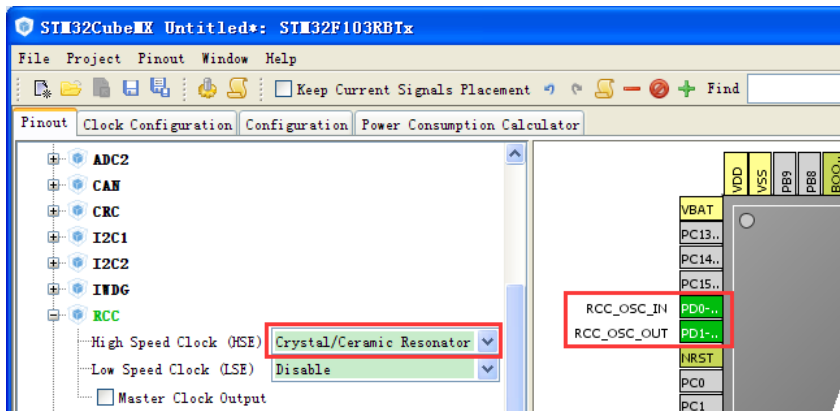 STM32CubeMX Untitled*: STM32F103RBTx
File Project Pinout Window Help
Keep Current Signals Placement Find
Pinout Clock Configuration Configuration Power Consumption Calculator
ADC2
CAN
CRC
I2C1
I2C2
IWDG
RCC
High Speed Clock (HSE) Crystal/Ceramic Resonator
Low Speed Clock (LSE) Disable
Master Clock Output
VDD
VSS
PB9
PB8
BOO..
VBAT
PC13..
PC14..
PC15..
RCC_OSC_IN PD0-..
RCC_OSC_OUT PD1-..
NRST
PC0
PC1